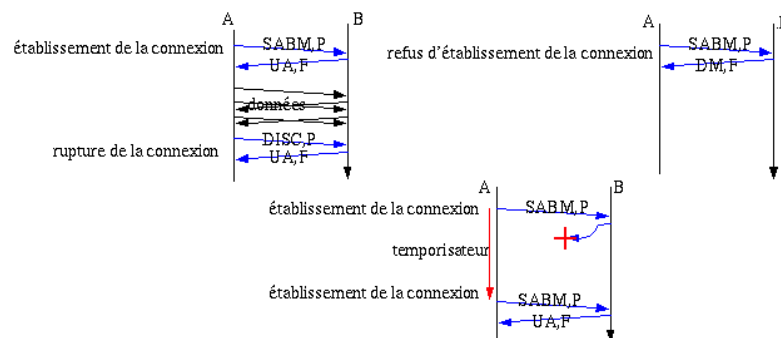 A B
établissement de la connexion SABM,P
UA,F
données
rupture de la connexion DISC,P
UA,F
A
refus d’établissement de la connexion SABM,P
DM,F
A B
établissement de la connexion SABM,P
temporisateur
établissement de la connexion SABM,P
UA,F